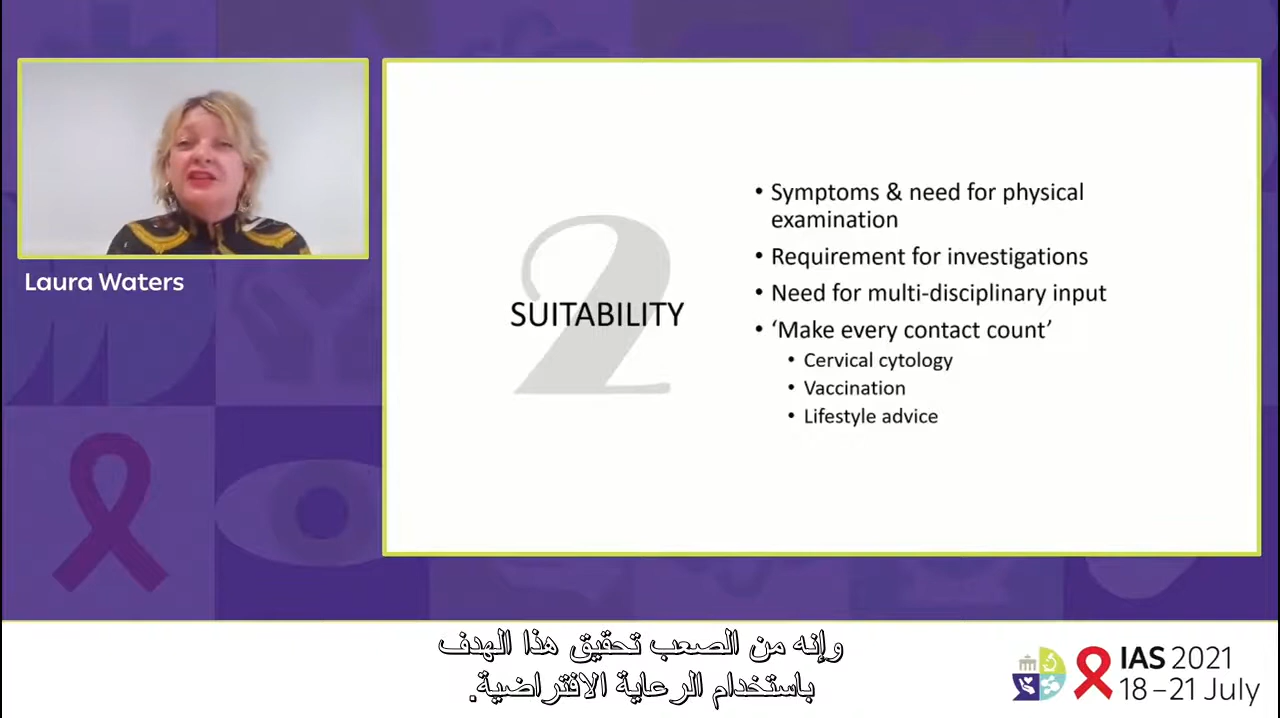 Laura Waters
2
SUITABILITY
• Symptoms & need for physical
examination
• Requirement for investigations
• Need for multi-disciplinary input
• ‘Make every contact count’
• Cervical cytology
• Vaccination
• Lifestyle advice
وإنه من الصعب تحقيق هذا الهدف
باستخدام الرعاية الافتراضية.
IAS 2021
18–21 July